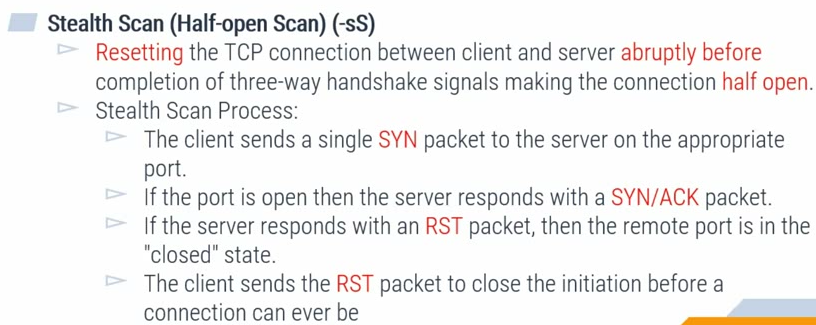 Stealth Scan (Half-open Scan) (-sS)
Resetting the TCP connection between client and server abruptly before
completion of three-way handshake signals making the connection half open.
Stealth Scan Process:
The client sends a single SYN packet to the server on the appropriate
port.
If the port is open then the server responds with a SYN/ACK packet.
If the server responds with an RST packet, then the remote port is in the
"closed" state.
The client sends the RST packet to close the initiation before a
connection can ever be